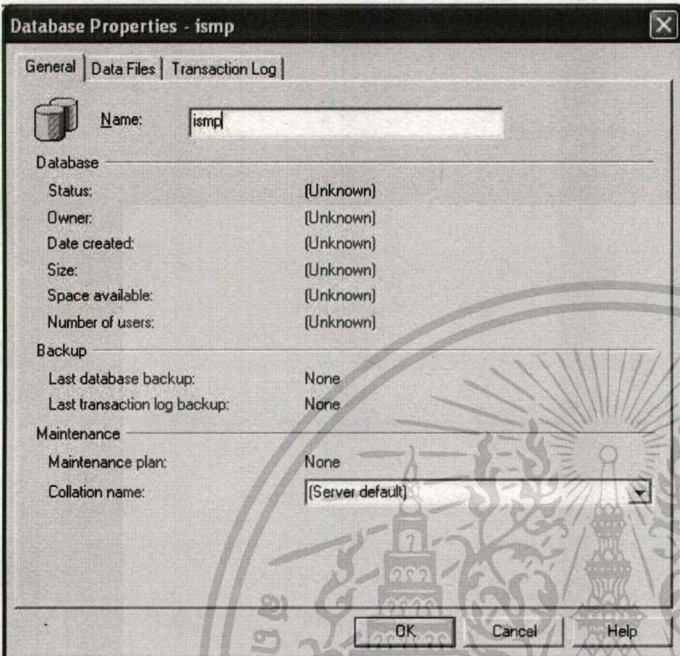 Database Properties - ismp
General Data Files Transaction Log
Name: ismp
Database
Status: (Unknown)
Owner: (Unknown)
Date created: (Unknown)
Size: (Unknown)
Space available: (Unknown)
Number of users: (Unknown)
Backup
Last database backup: None
Last transaction log backup: None
Maintenance
Maintenance plan: None
Collation name: (Server default)
OK Cancel Help